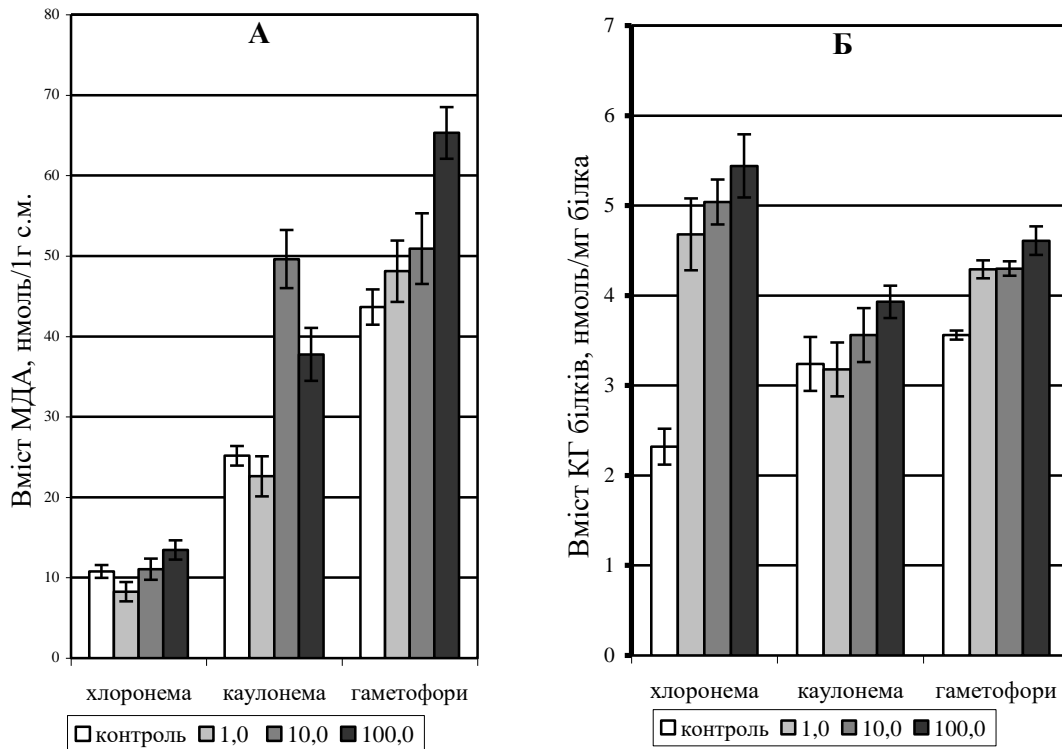 А
Вміст МДА, нмоль/1г с.м.
80
70
60
50
40
30
20
10
0
хлоронема каулонема гаметофори
контроль 1,0 10,0 100,0
Б
Вміст КГ білків, нмоль/мг білка
7
6
5
4
3
2
1
0
хлоронема каулонема гаметофори
контроль 1,0 10,0 100,0